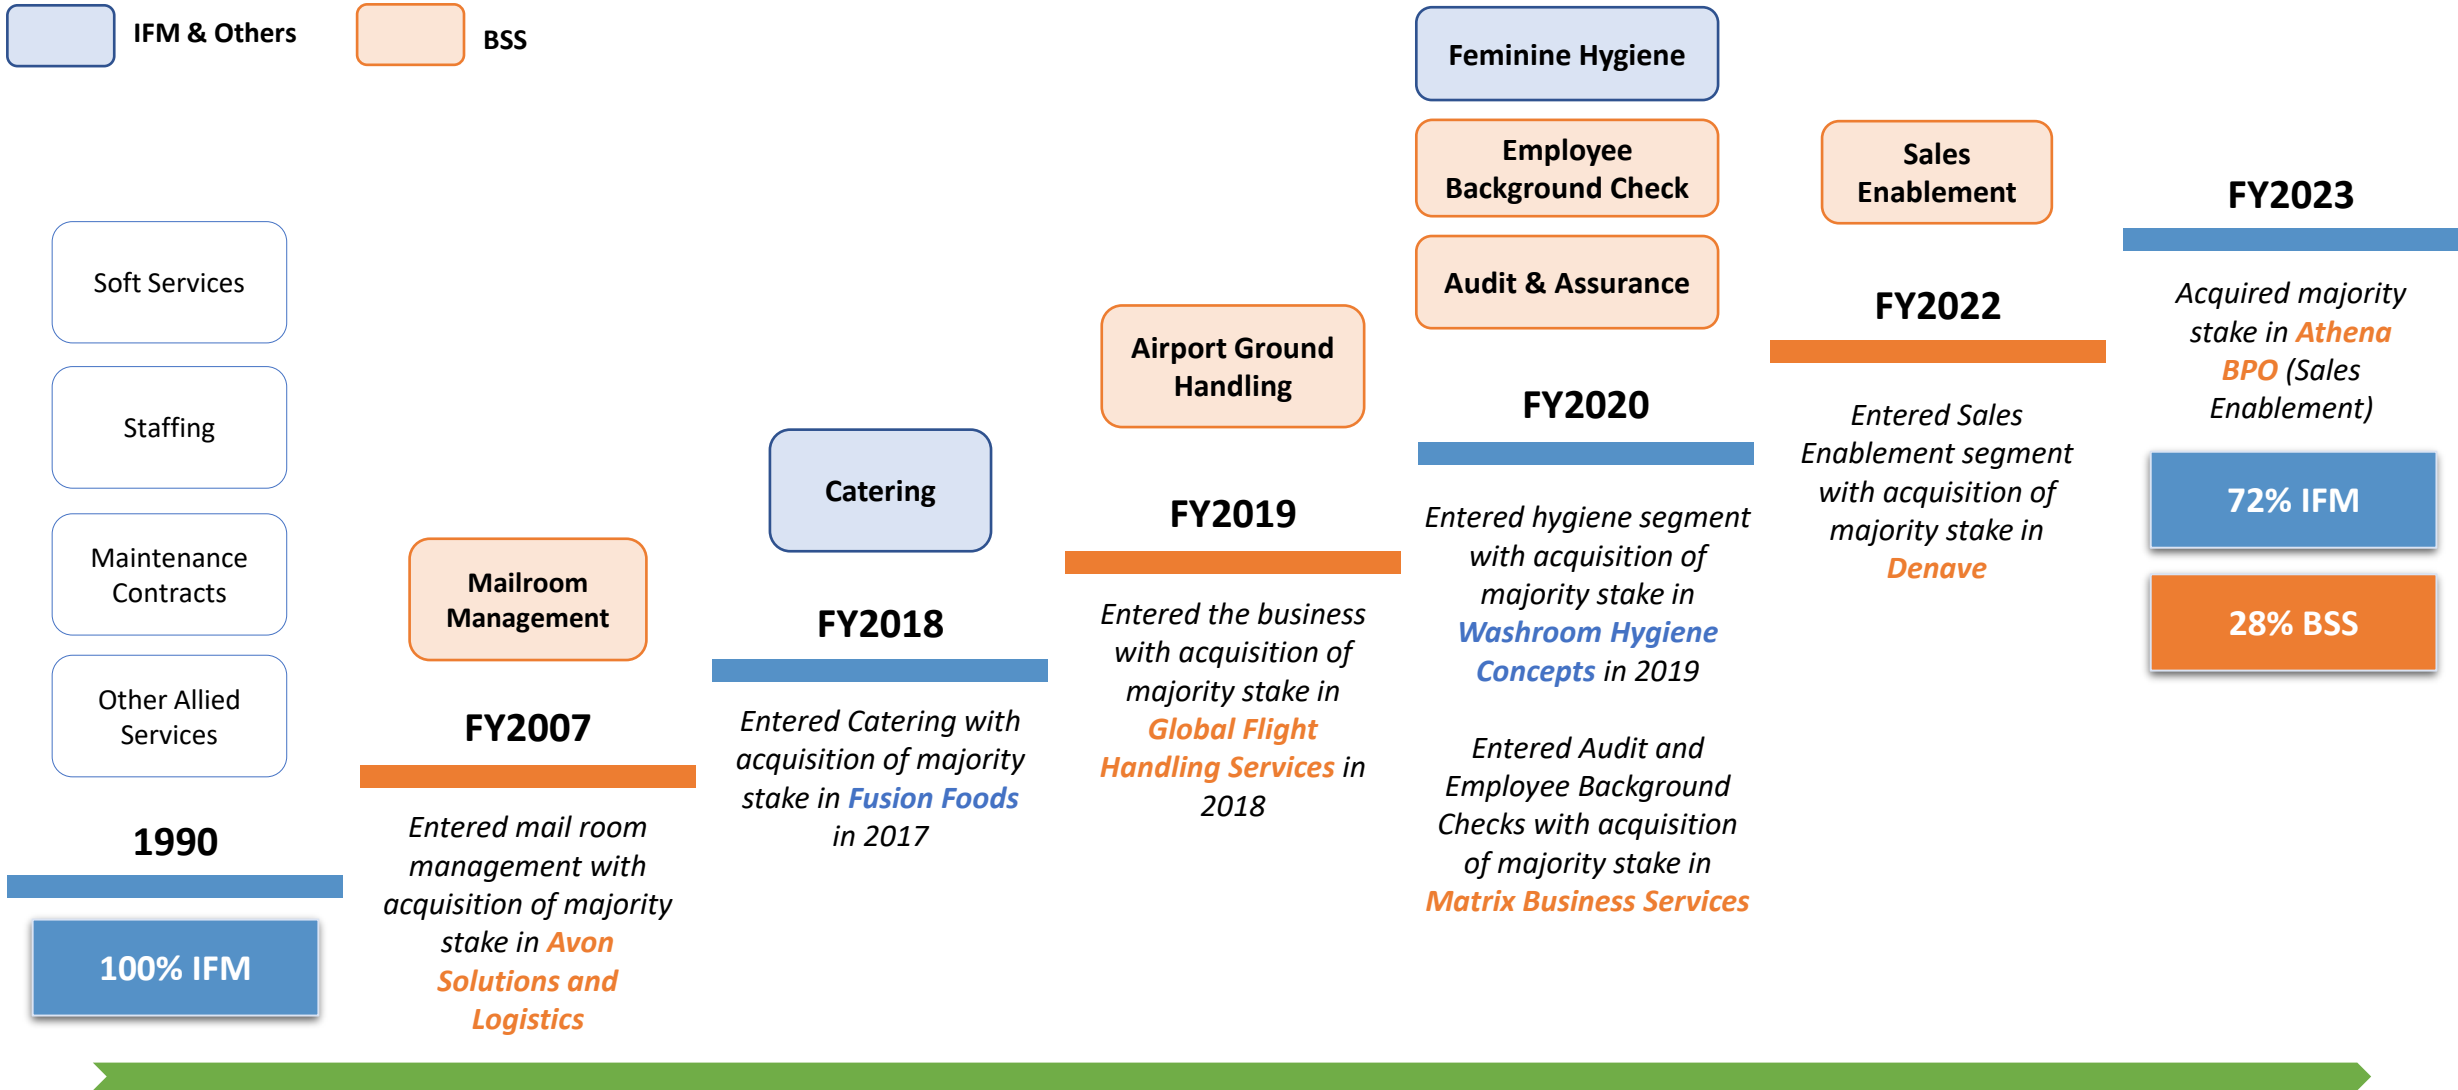 IFM & Others
BSS
Soft Services
Staffing
Maintenance
Contracts
Other Allied
Services
1990
100% IFM
Mailroom
Management
FY2007
Entered mail room
management with
acquisition of majority
stake in Avon
Solutions and
Logistics
Catering
FY2018
Entered Catering with
acquisition of majority
stake in Fusion Foods
in 2017
Airport Ground
Handling
FY2019
Entered the business
with acquisition of
majority stake in
Global Flight
Handling Services in
2018
Feminine Hygiene
Employee
Background Check
Audit & Assurance
FY2020
Entered hygiene segment
with acquisition of
majority stake in
Washroom Hygiene
Concepts in 2019
Entered Audit and
Employee Background
Checks with acquisition
of majority stake in
Matrix Business Services
Sales
Enablement
FY2022
Entered Sales
Enablement segment
with acquisition of
majority stake in
Denave
FY2023
Acquired majority
stake in Athena
BPO (Sales
Enablement)
72% IFM
28% BSS